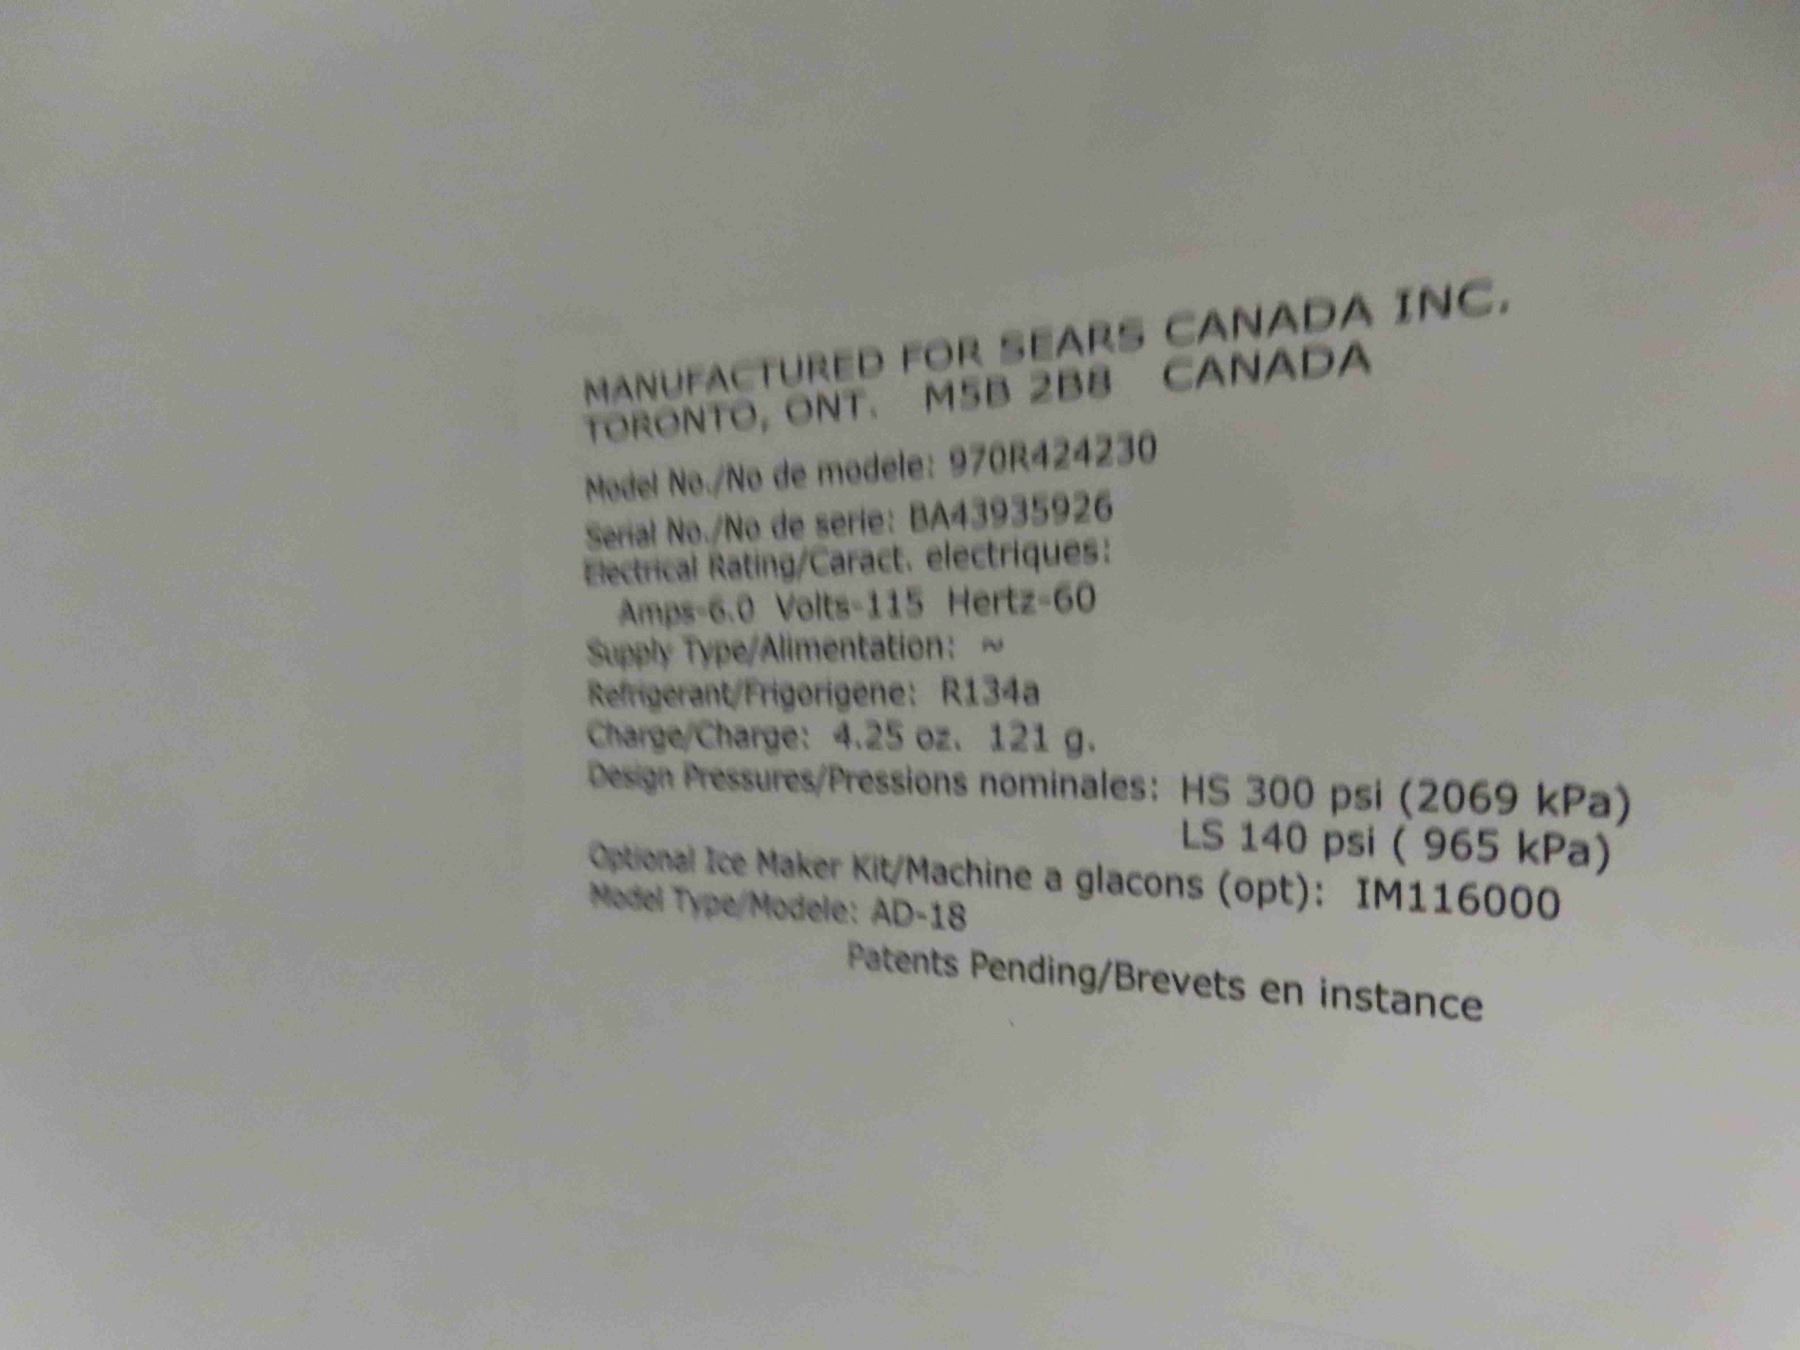 MANUFACTURED FOR SEARS CANADA INC.
TORONTO, ONT. M5B 2B8 CANADA
Model No./No de modele: 970R424230
Serial No./No de serie: BA43935926
Electrical Rating/Caract. electriques:
Amps-6.0 Volts-115 Hertz-60
Supply Type/Alimentation: ~
Refrigerant/Frigorigene: R134a
Charge/Charge: 4.25 oz. 121 g.
Design Pressures/Pressions nominales: HS 300 psi (2069 kPa)
LS 140 psi ( 965 kPa)
Optional Ice Maker Kit/Machine a glacons (opt): IM116000
Model Type/Modele: AD-18
Patents Pending/Brevets en instance